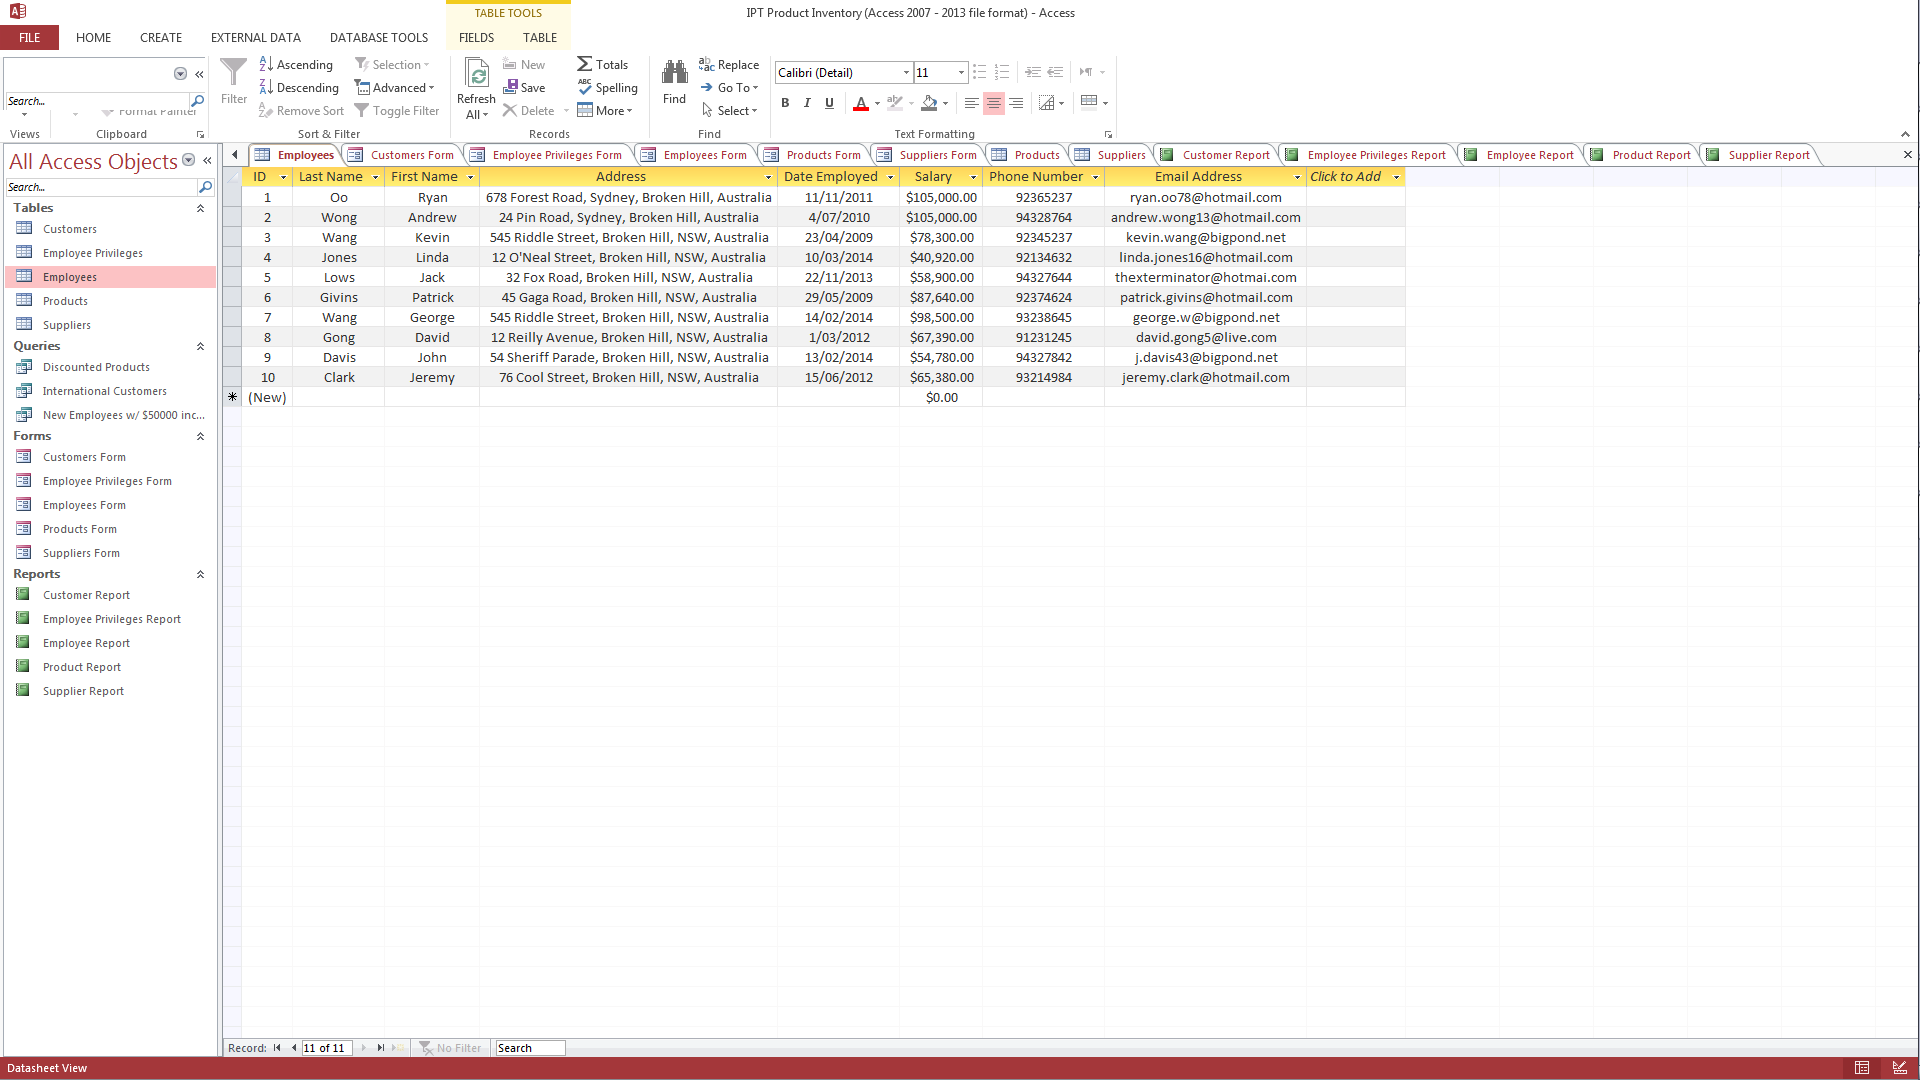 TABLE TOOLS
IPT Product Inventory (Access 2007 - 2013 file format) - Access
FILE HOME CREATE EXTERNAL DATA DATABASE TOOLS FIELDS TABLE
Search...
Format Painter
Views
Clipboard
Filter
Ascending
Descending
Remove Sort
Selection
Advanced
Toggle Filter
Sort & Filter
Refresh
All
New
Save
Delete
Totals
Spelling
More
Records
Find
Replace
Go To
Select
Find
Calibri (Detail) 11
B I U A
Text Formatting
All Access Objects
Search...
Tables
Customers
Employee Privileges
Employees
Products
Suppliers
Queries
Discounted Products
International Customers
New Employees w/ $50000 inc...
Forms
Customers Form
Employee Privileges Form
Employees Form
Products Form
Suppliers Form
Reports
Customer Report
Employee Privileges Report
Employee Report
Product Report
Supplier Report
Employees Customers Form Employee Privileges Form Employees Form Products Form Suppliers Form Products Suppliers Customer Report Employee Privileges Report Employee Report Product Report Supplier Report
ID Last Name First Name Address Date Employed Salary Phone Number Email Address Click to Add
1 Oo Ryan 678 Forest Road, Sydney, Broken Hill, Australia 11/11/2011 $105,000.00 92365237 ryan.oo78@hotmail.com
2 Wong Andrew 24 Pin Road, Sydney, Broken Hill, Australia 4/07/2010 $105,000.00 94328764 andrew.wong13@hotmail.com
3 Wang Kevin 545 Riddle Street, Broken Hill, NSW, Australia 23/04/2009 $78,300.00 92345237 kevin.wang@bigpond.net
4 Jones Linda 12 O'Neal Street, Broken Hill, NSW, Australia 10/03/2014 $40,920.00 92134632 linda.jones16@hotmail.com
5 Lows Jack 32 Fox Road, Broken Hill, NSW, Australia 22/11/2013 $58,900.00 94327644 thexterminator@hotmai.com
6 Givins Patrick 45 Gaga Road, Broken Hill, NSW, Australia 29/05/2009 $87,640.00 92374624 patrick.givins@hotmail.com
7 Wang George 545 Riddle Street, Broken Hill, NSW, Australia 14/02/2014 $98,500.00 93238645 george.w@bigpond.net
8 Gong David 12 Reilly Avenue, Broken Hill, NSW, Australia 1/03/2012 $67,390.00 91231245 david.gong5@live.com
9 Davis John 54 Sheriff Parade, Broken Hill, NSW, Australia 13/02/2014 $54,780.00 94327842 j.davis43@bigpond.net
10 Clark Jeremy 76 Cool Street, Broken Hill, NSW, Australia 15/06/2012 $65,380.00 93214984 jeremy.clark@hotmail.com
(New) $0.00
Record: 11 of 11 No Filter Search
Datasheet View